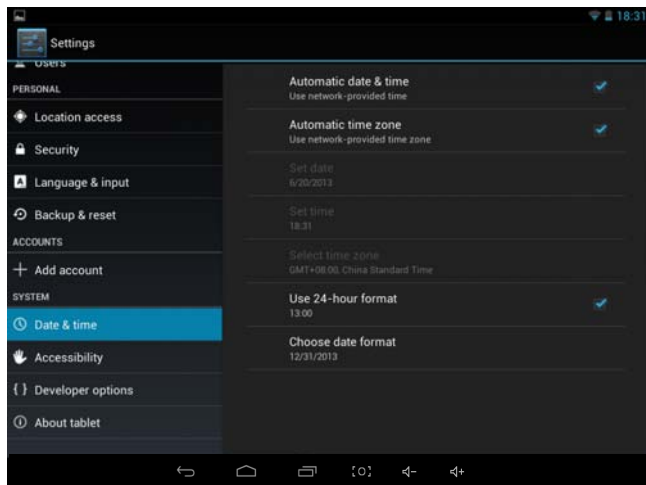 18:31
Settings
Users
PERSONAL
Location access
Security
Language & input
Backup & reset
ACCOUNTS
Add account
SYSTEM
Date & time
Accessibility
Developer options
About tablet
Automatic date & time
Use network-provided time
Automatic time zone
Use network-provided time zone
Set date
6/20/2013
Set time
18:31
Select time zone
GMT+08:00, China Standard Time
Use 24-hour format
13:00
Choose date format
12/31/2013